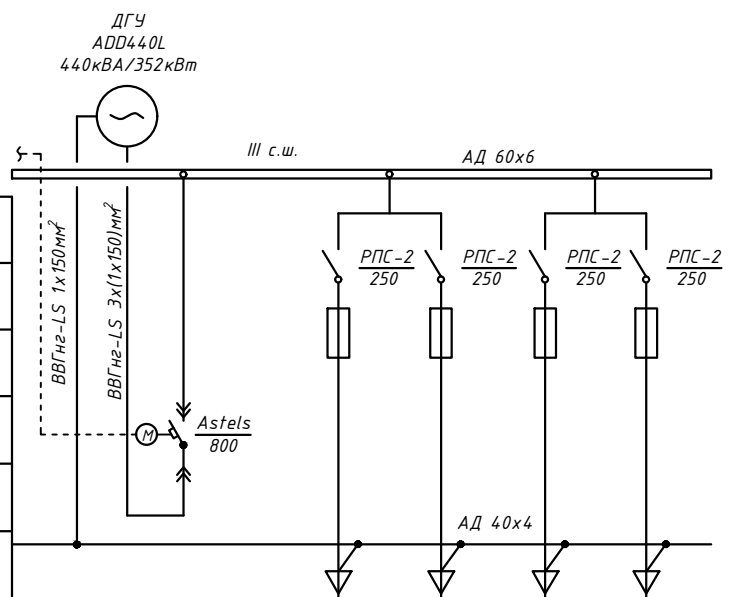 ДГУ
ADD440L
440кВА/352кВт
III с.ш.
АД 60х6
ВВГнг-LS 1х150мм²
ВВГнг-LS 3х(1х150)мм²
РПС-2
250
РПС-2
250
РПС-2
250
РПС-2
250
М
Astels
800
АД 40х4